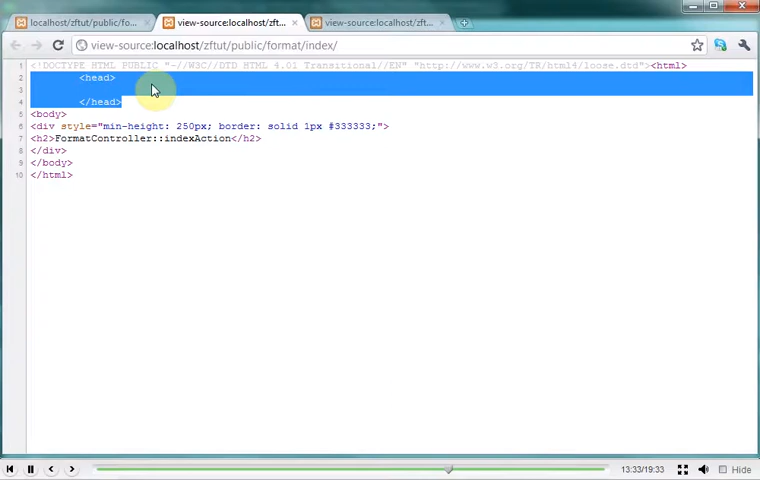 localhost/zftut/public/fo...
view-source:localhost/zft...
view-source:localhost/zft...
view-source:localhost/zftut/public/format/index/
1 <!DOCTYPE HTML PUBLIC "-//W3C//DTD HTML 4.01 Transitional//EN" "http://www.w3.org/TR/html4/loose.dtd"><html>
2 <head>
3
4 </head>
5 <body>
6 <div style="min-height: 250px; border: solid 1px #333333;">
7 <h2>FormatController::indexAction</h2>
8 </div>
9 </body>
10 </html>
13:33/19:33
Hide